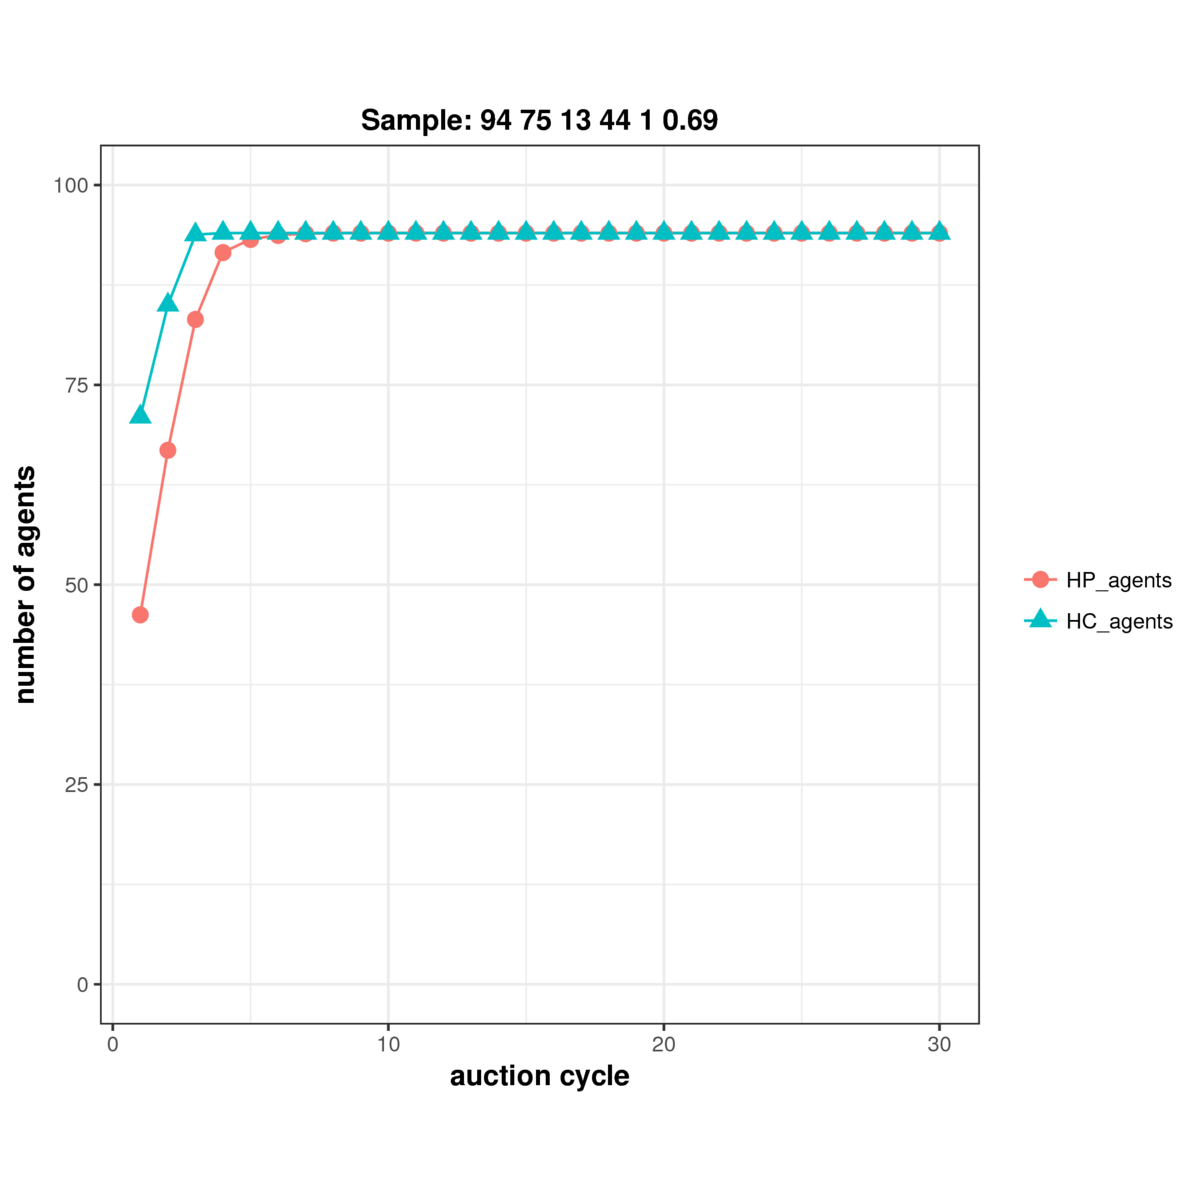 Sample: 94 75 13 44 1 0.69
100
75
50
25
0
number of agents
0 10 20 30
auction cycle
HP_agents
HC_agents